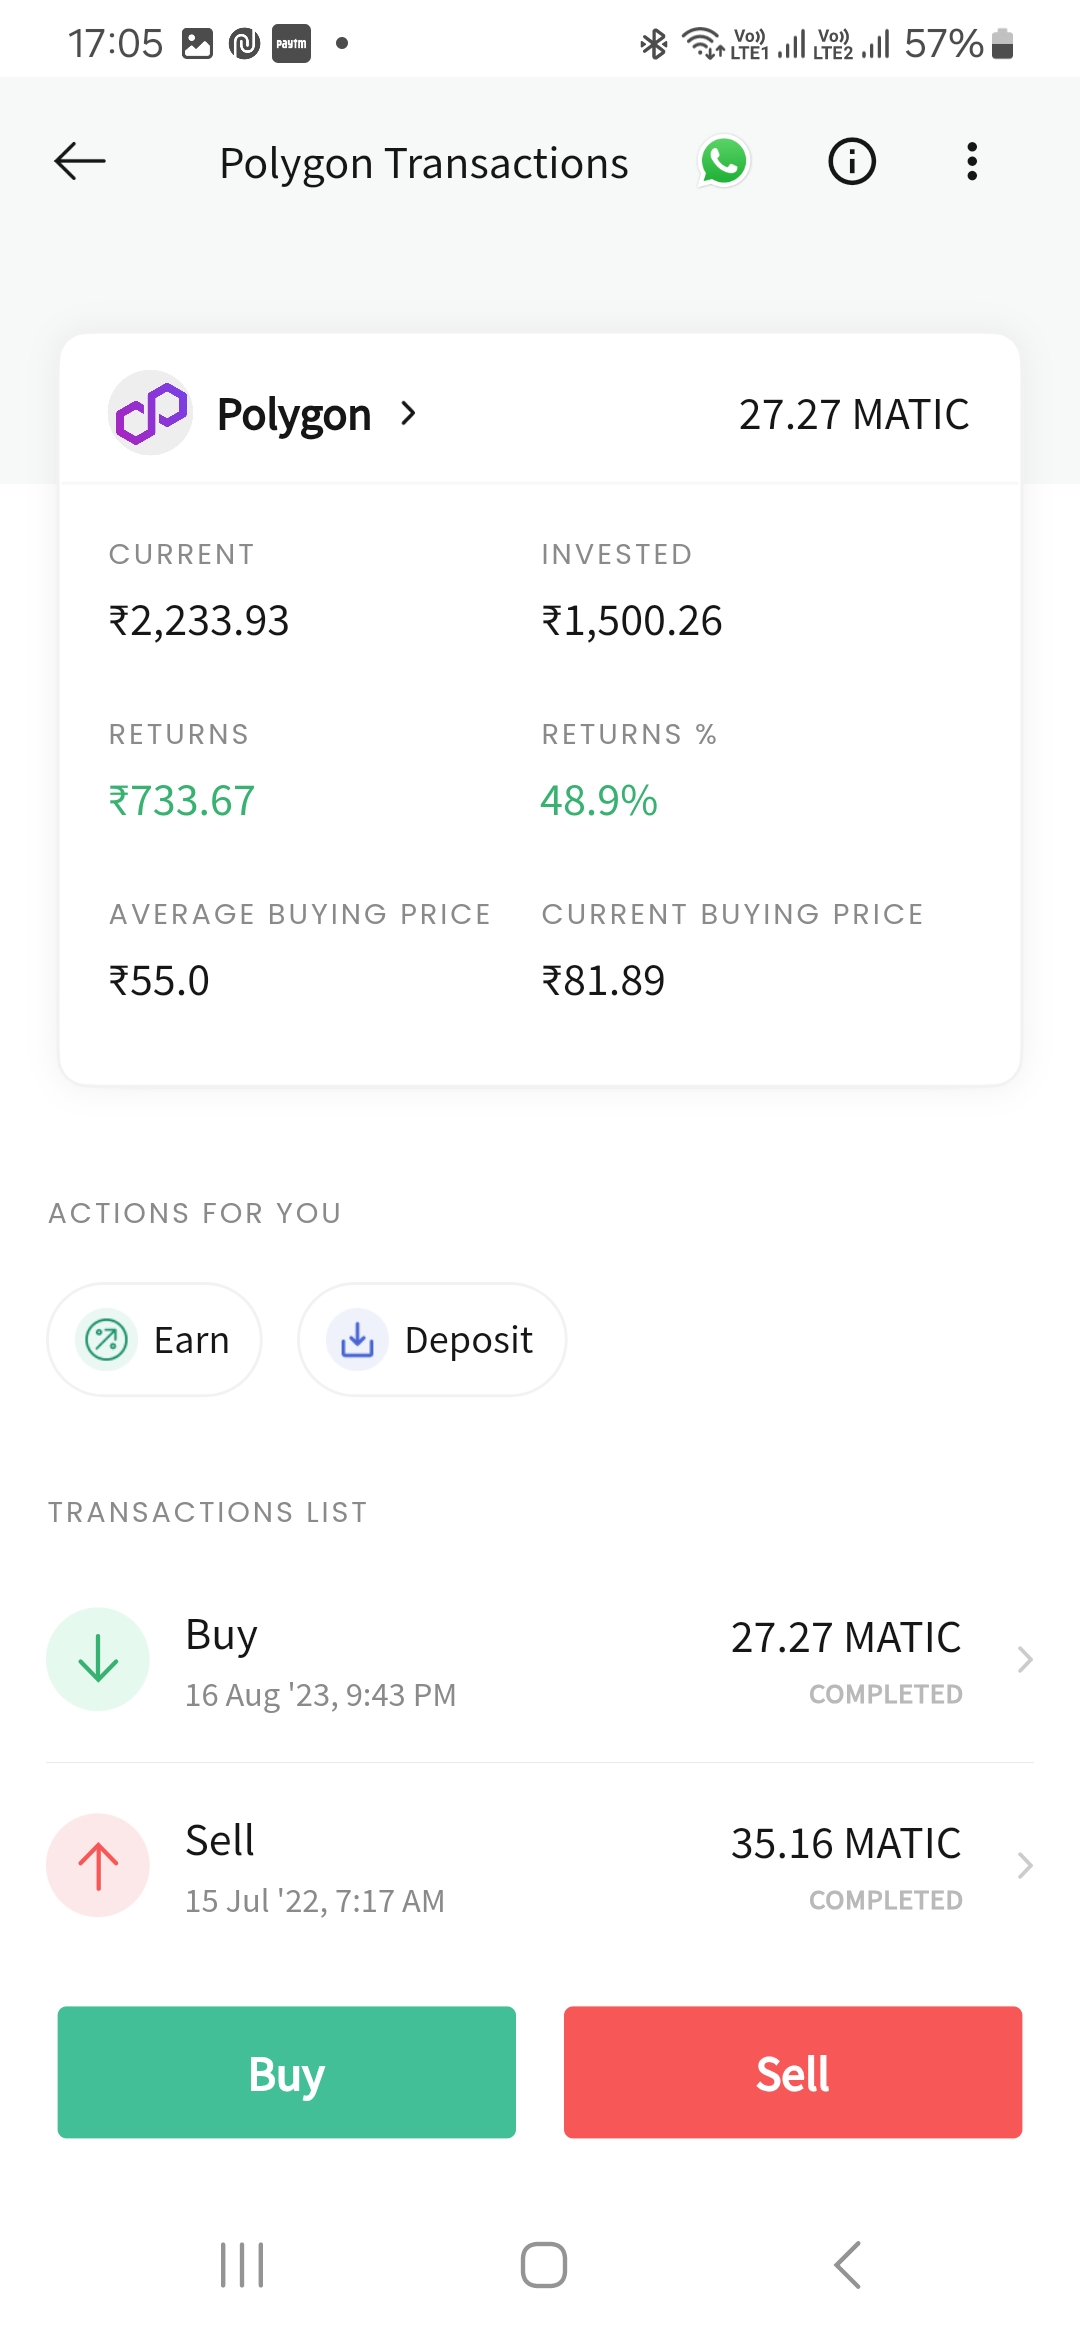 17:05 paytm Vo)) LTE1 Vo)) LTE2 57%
Polygon Transactions
Polygon 27.27 MATIC
CURRENT INVESTED
₹2,233.93 ₹1,500.26
RETURNS RETURNS %
₹733.67 48.9%
AVERAGE BUYING PRICE CURRENT BUYING PRICE
₹55.0 ₹81.89
ACTIONS FOR YOU
Earn Deposit
TRANSACTIONS LIST
Buy 27.27 MATIC
16 Aug '23, 9:43 PM COMPLETED
Sell 35.16 MATIC
15 Jul '22, 7:17 AM COMPLETED
Buy Sell